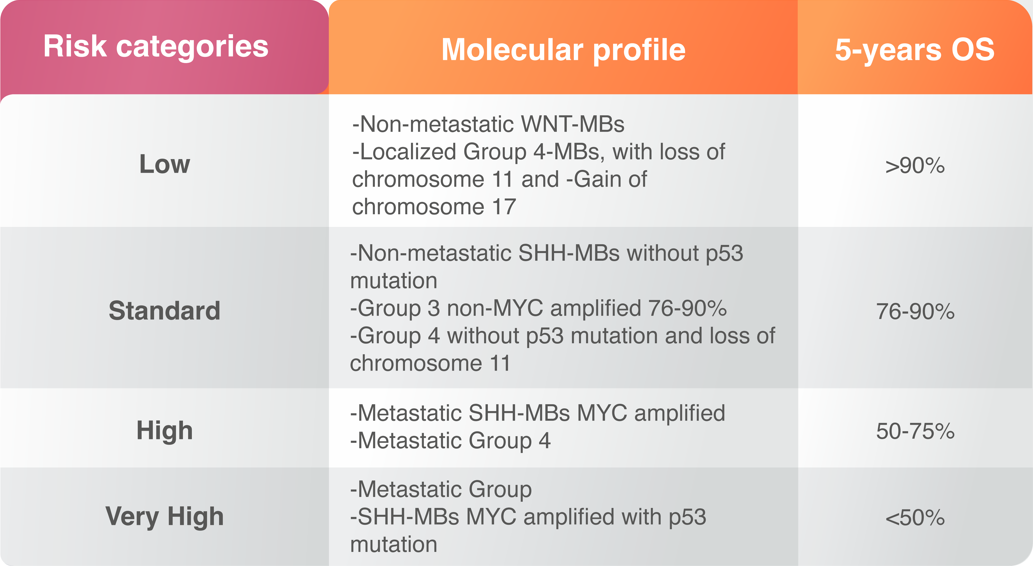 Risk categories
Molecular profile
5-years OS
Low
-Non-metastatic WNT-MBs
-Localized Group 4-MBs, with loss of
chromosome 11 and -Gain of
chromosome 17
>90%
Standard
-Non-metastatic SHH-MBs without p53
mutation
-Group 3 non-MYC amplified 76-90%
-Group 4 without p53 mutation and loss of
chromosome 11
76-90%
High
-Metastatic SHH-MBs MYC amplified
-Metastatic Group 4
50-75%
Very High
-Metastatic Group
-SHH-MBs MYC amplified with p53
mutation
<50%